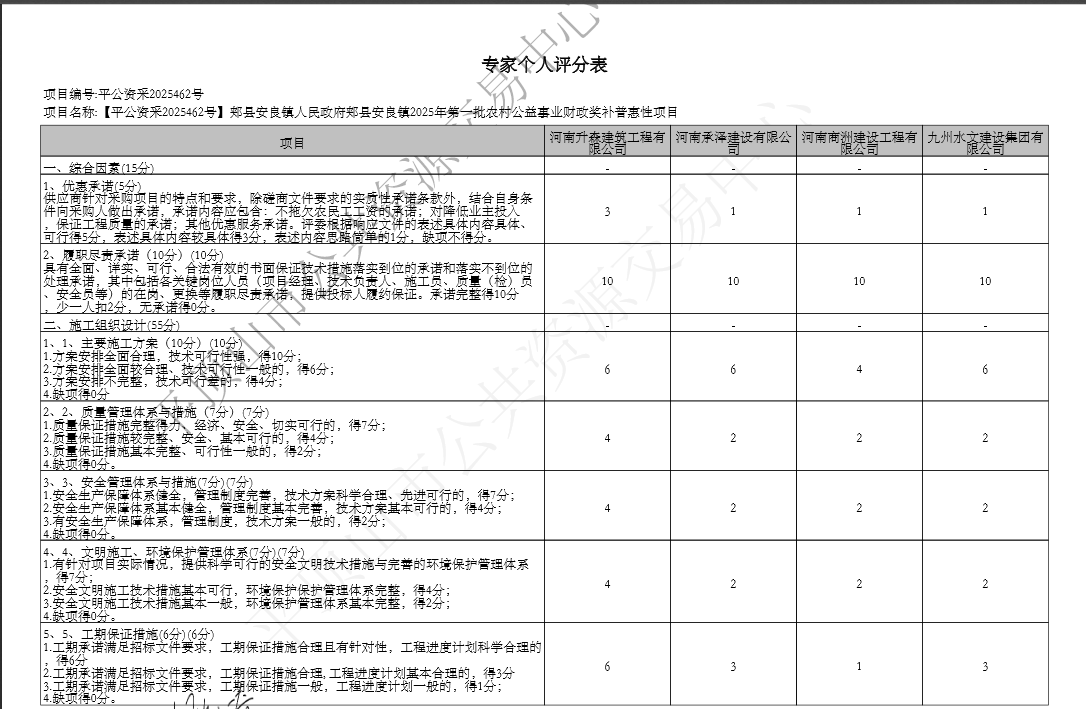 专家个人评分表
项目编号:平公资采2025462号
项目名称:【平公资采2025462号】郏县安良镇人民政府郏县安良镇2025年第一批农村公益事业财政奖补普惠性项目
项目 河南升森建筑工程有限公司 河南承泽建设有限公司 河南商洲建设工程有限公司 九州水文建设集团有限公司
一、综合因素(15分) - - - -
1、优惠承诺(5分)
供应商针对采购项目的特点和要求，除磋商文件要求的实质性承诺条款外，结合自身条
件向采购人做出承诺，承诺内容应包含：不拖欠农民工工资的承诺；对降低业主投入
，保证工程质量的承诺；其他优惠服务承诺。评委根据响应文件的表述具体内容具体、
可行得5分，表述具体内容较具体得3分，表述内容思路简单的1分，缺项不得分。
3 1 1 1
2、履职尽责承诺（10分）(10分)
具有全面、详实、可行、合法有效的书面保证技术措施落实到位的承诺和落实不到位的
处理承诺，其中包括各关键岗位人员（项目经理、技术负责人、施工员、质量（检）员
、安全员等）的在岗、更换等履职尽责承诺，提供投标人履约保证。承诺完整得10分
，少一人扣2分，无承诺得0分。
10 10 10 10
二、施工组织设计(55分) - - - -
1、1、主要施工方案（10分）(10分)
1.方案安排全面合理，技术可行性强，得10分；
2.方案安排全面较合理、技术可行性一般的，得6分；
3.方案安排不完整，技术可行差的，得4分；
4.缺项得0分
6 6 4 6
2、2、质量管理体系与措施（7分）(7分)
1.质量保证措施完整得力、经济、安全、切实可行的，得7分；
2.质量保证措施较完整、安全、基本可行的，得4分；
3.质量保证措施基本完整、可行性一般的，得2分；
4.缺项得0分。
4 2 2 2
3、3、安全管理体系与措施(7分)(7分)
1.安全生产保障体系健全，管理制度完善，技术方案科学合理、先进可行的，得7分；
2.安全生产保障体系基本健全，管理制度基本完善，技术方案基本可行的，得4分；
3.有安全生产保障体系，管理制度，技术方案一般的，得2分；
4.缺项得0分。
4 2 2 2
4、4、文明施工、环境保护管理体系(7分)(7分)
1.有针对项目实际情况，提供科学可行的安全文明技术措施与完善的环境保护管理体系
，得7分；
2.安全文明施工技术措施基本可行，环境保护保护管理体系完整，得4分；
3.安全文明施工技术措施基本一般，环境保护管理体系基本完整，得2分；
4.缺项得0分。
4 2 2 2
5、5、工期保证措施(6分)(6分)
1.工期承诺满足招标文件要求，工期保证措施合理且有针对性，工程进度计划科学合理的
，得6分
2.工期承诺满足招标文件要求，工期保证措施合理,工程进度计划基本合理的，得3分
3.工期承诺满足招标文件要求，工期保证措施一般，工程进度计划一般的，得1分；
4.缺项得0分。
6 3 1 3
平顶山市公共资源交易中心
平顶山市公共资源交易中心